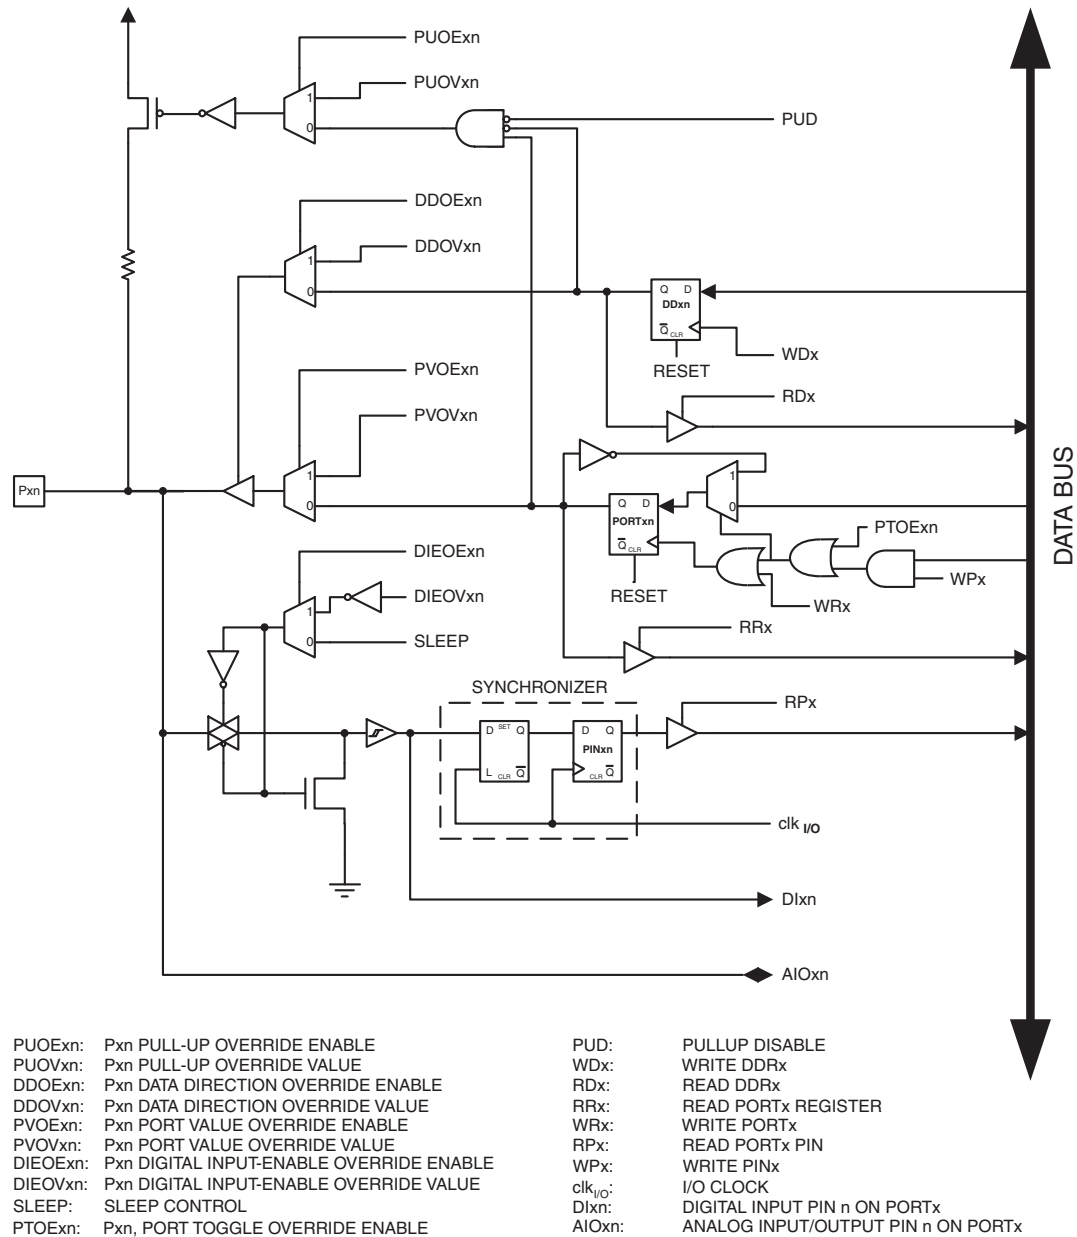 PUOExn
PUOVxn
1
0
PUD
DDOExn
DDOVxn
1
0
Q D
DDxn
Q CLR
WDx
RESET
PVOExn
RDx
PVOVxn
1
0
Pxn
1
0
Q D
PORTxn
Q CLR
PTOExn
DIEOExn
WPx
DIEOVxn
RESET
WRx
1
0
SLEEP
RRx
SYNCHRONIZER
RPx
D SET Q
L CLR Q
D Q
PINxn
CLR Q
clk I/O
DIxn
AIOxn
DATA BUS
PUOExn: Pxn PULL-UP OVERRIDE ENABLE
PUOVxn: Pxn PULL-UP OVERRIDE VALUE
DDOExn: Pxn DATA DIRECTION OVERRIDE ENABLE
DDOVxn: Pxn DATA DIRECTION OVERRIDE VALUE
PVOExn: Pxn PORT VALUE OVERRIDE ENABLE
PVOVxn: Pxn PORT VALUE OVERRIDE VALUE
DIEOExn: Pxn DIGITAL INPUT-ENABLE OVERRIDE ENABLE
DIEOVxn: Pxn DIGITAL INPUT-ENABLE OVERRIDE VALUE
SLEEP: SLEEP CONTROL
PTOExn: Pxn, PORT TOGGLE OVERRIDE ENABLE
PUD: PULLUP DISABLE
WDx: WRITE DDRx
RDx: READ DDRx
RRx: READ PORTx REGISTER
WRx: WRITE PORTx
RPx: READ PORTx PIN
WPx: WRITE PINx
clkI/O: I/O CLOCK
DIxn: DIGITAL INPUT PIN n ON PORTx
AIOxn: ANALOG INPUT/OUTPUT PIN n ON PORTx